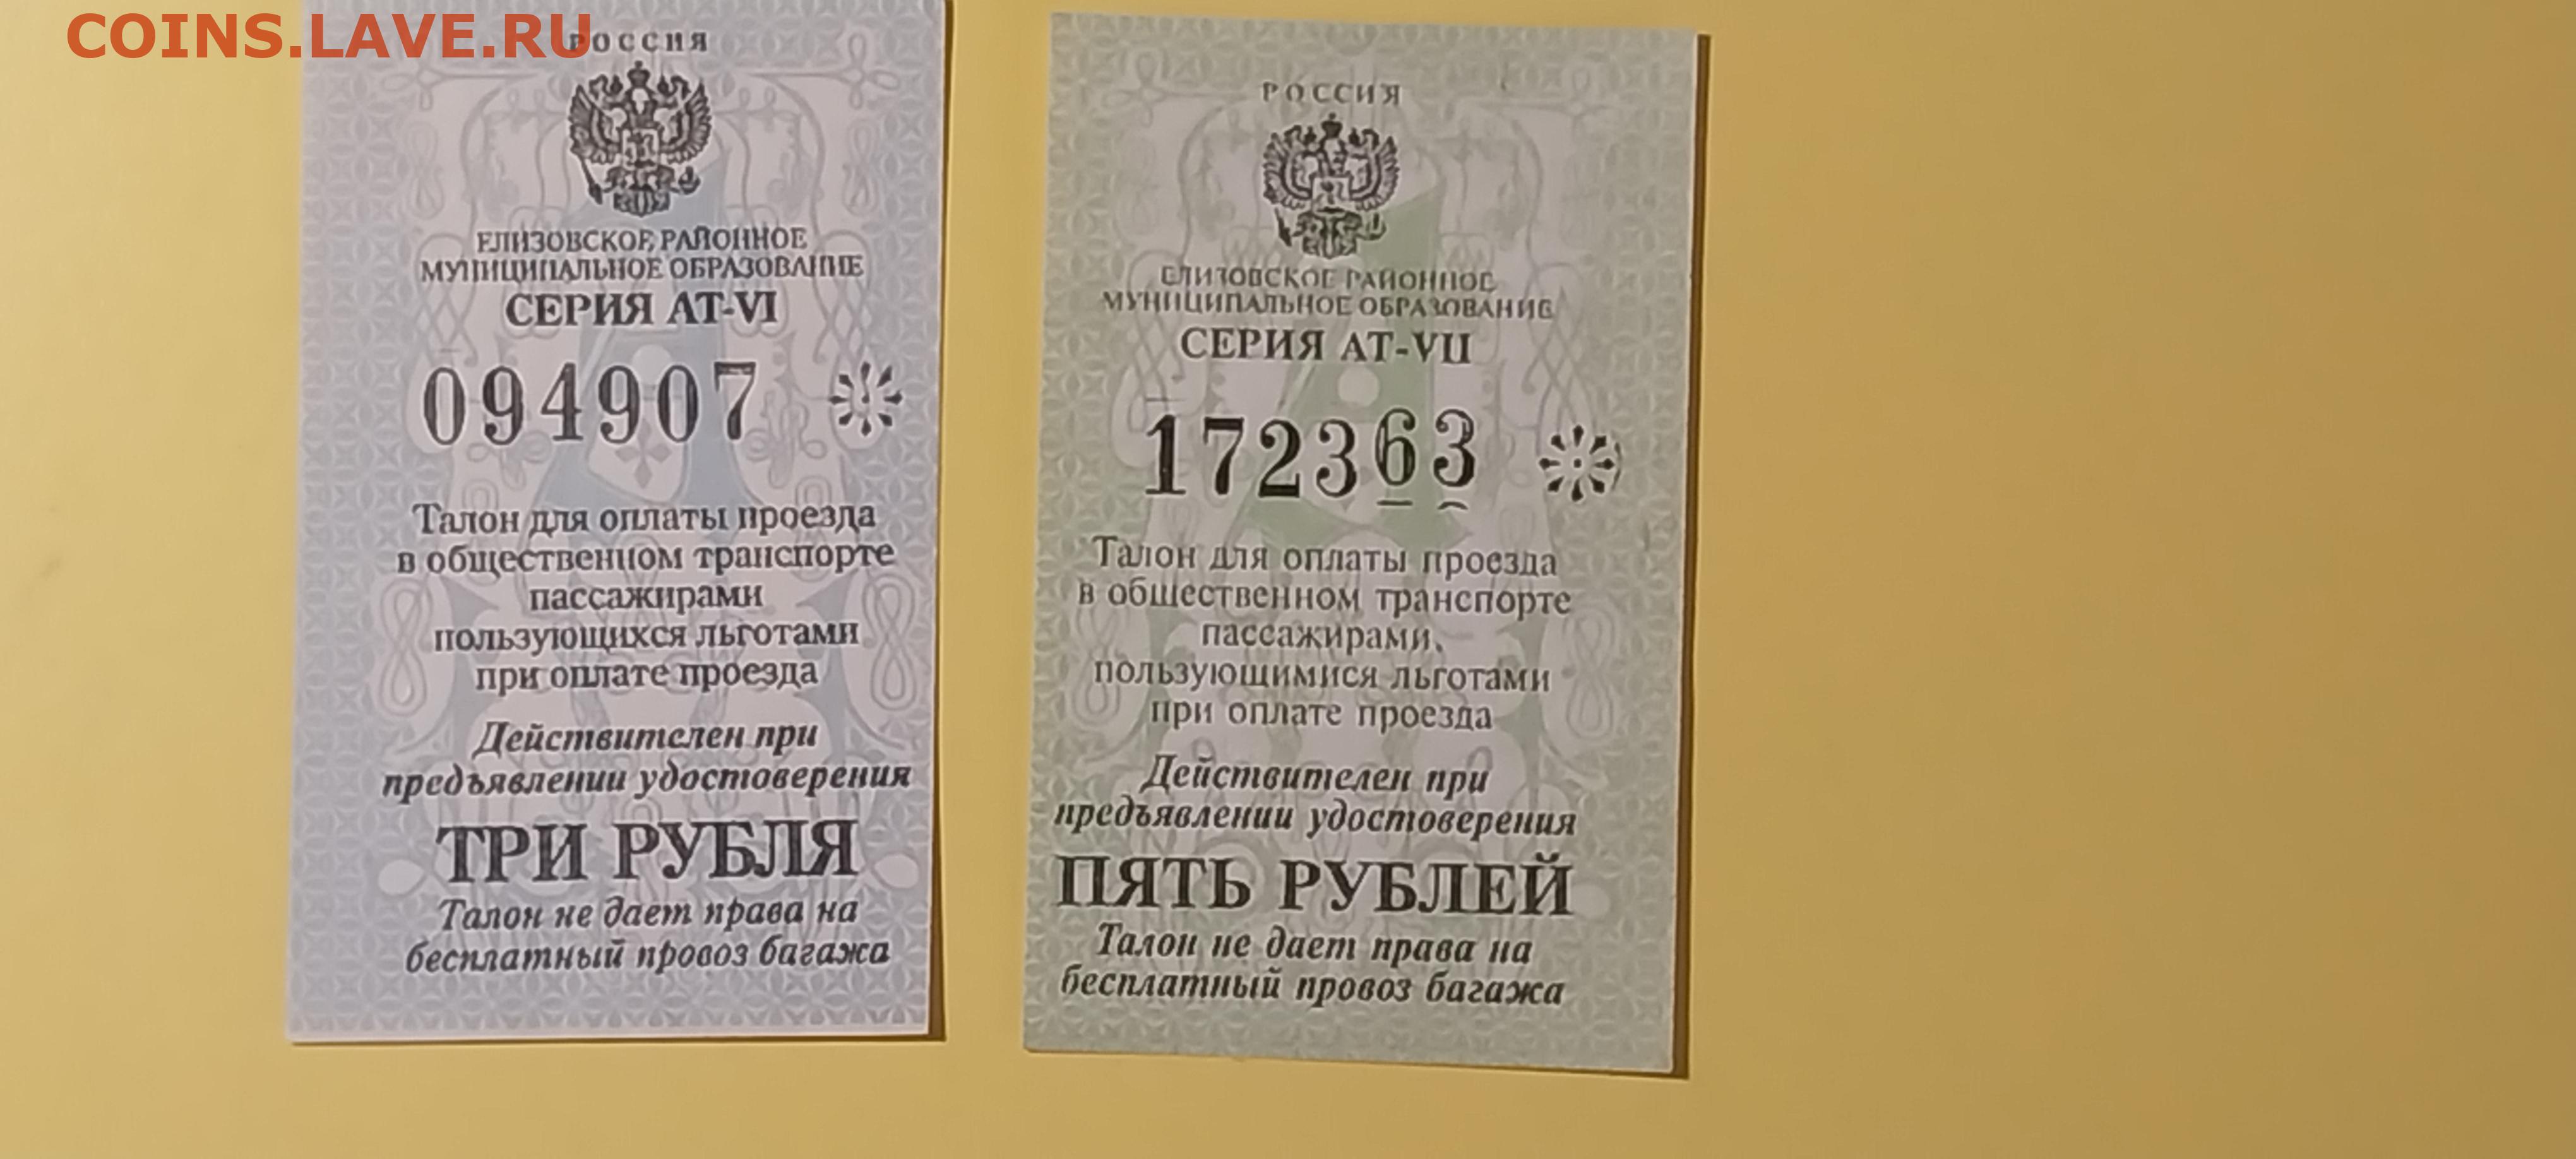 COINS.LAVE.RU
РОССИЯ
ЕЛИЗОВСКОЕ РАЙОННОЕ
МУНИЦИПАЛЬНОЕ ОБРАЗОВАНИЕ
СЕРИЯ АТ-VI
094907
Талон для оплаты проезда
в общественном транспорте
пассажирами
пользующихся льготами
при оплате проезда
Действителен при
предъявлении удостоверения
ТРИ РУБЛЯ
Талон не дает права на
бесплатный провоз багажа
РОССИЯ
ЕЛИЗОВСКОЕ РАЙОННОЕ
МУНИЦИПАЛЬНОЕ ОБРАЗОВАНИЕ
СЕРИЯ АТ-VII
172363
Талон для оплаты проезда
в общественном транспорте
пассажирами,
пользующимися льготами
при оплате проезда
Действителен при
предъявлении удостоверения
ПЯТЬ РУБЛЕЙ
Талон не дает права на
бесплатный провоз багажа